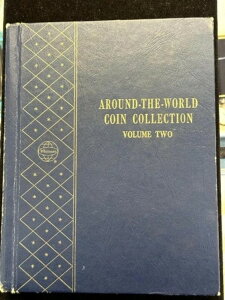 AROUND-THE-WORLD
COIN COLLECTION
VOLUME TWO